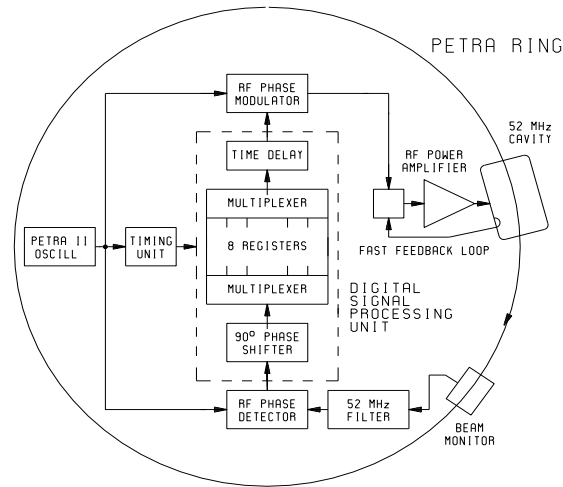 PETRA RING
RF PHASE
MODULATOR
52 MHz
CAVITY
TIME DELAY
RF POWER
AMPLIFIER
MULTIPLEXER
PETRA II
OSCILL
TIMING
UNIT
8 REGISTERS
FAST FEEDBACK LOOP
MULTIPLEXER
DIGITAL
SIGNAL
PROCESSING
UNIT
90° PHASE
SHIFTER
RF PHASE
DETECTOR
52 MHz
FILTER
BEAM
MONITOR